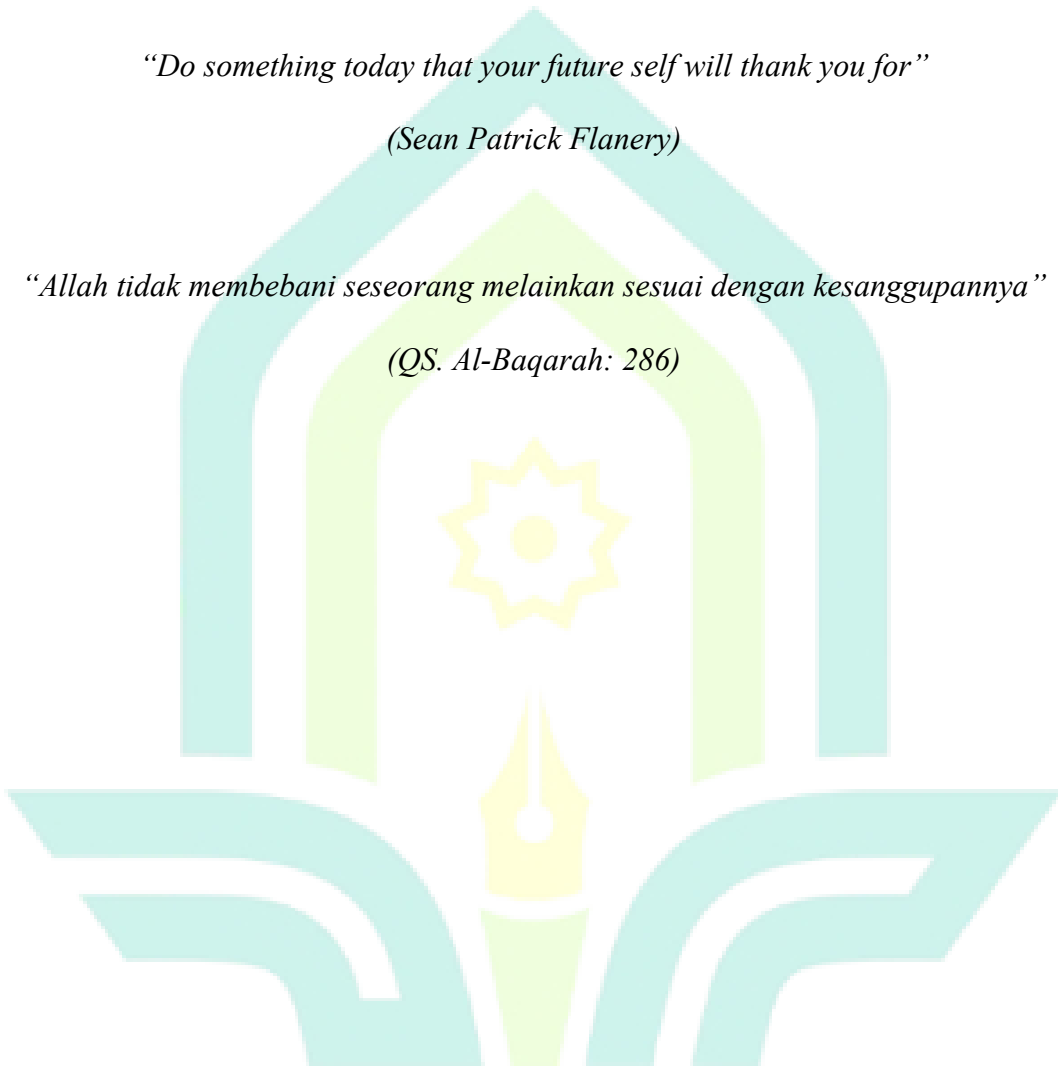 “Do something today that your future self will thank you for”
(Sean Patrick Flanery)
“Allah tidak membebani seseorang melainkan sesuai dengan kesanggupannya”
(QS. Al-Baqarah: 286)